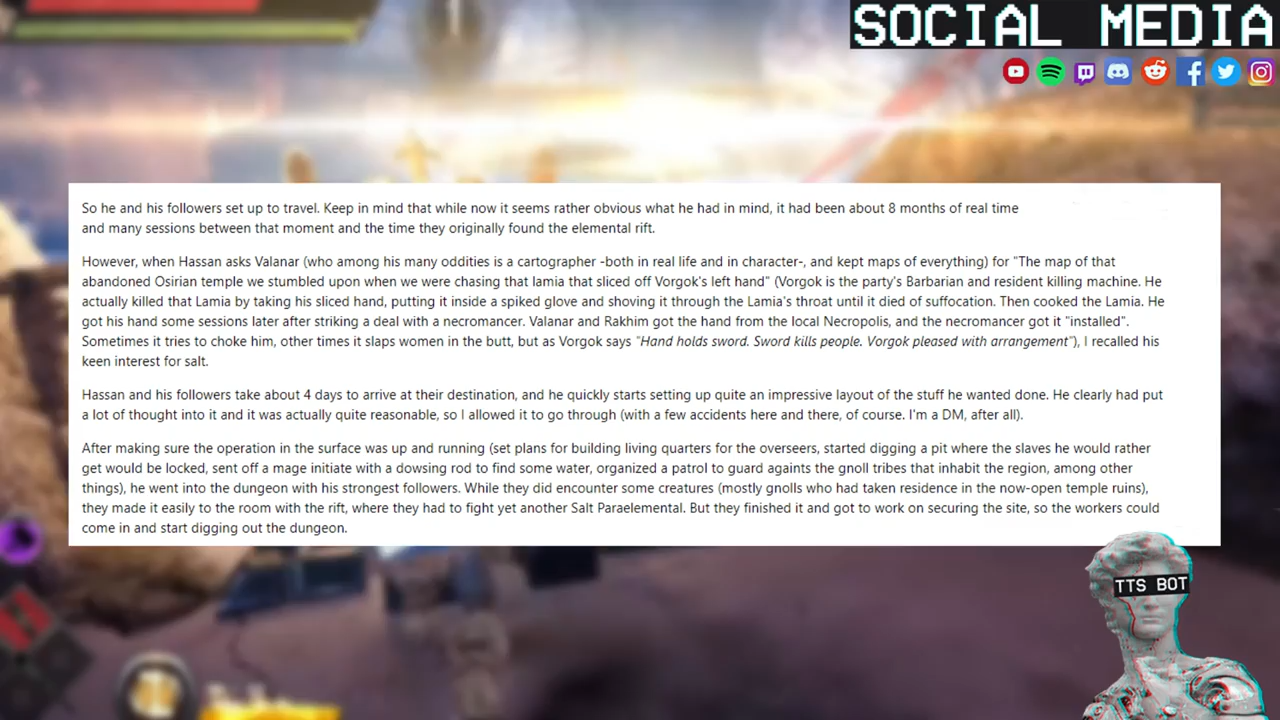 SOCIAL MEDIA
So he and his followers set up to travel. Keep in mind that while now it seems rather obvious what he had in mind, it had been about 8 months of real time
and many sessions between that moment and the time they originally found the elemental rift.
However, when Hassan asks Valanar (who among his many oddities is a cartographer -both in real life and in character-, and kept maps of everything) for "The map of that
abandoned Osirian temple we stumbled upon when we were chasing that lamia that sliced off Vorgok's left hand" (Vorgok is the party's Barbarian and resident killing machine. He
actually killed that Lamia by taking his sliced hand, putting it inside a spiked glove and shoving it through the Lamia's throat until it died of suffocation. Then cooked the Lamia. He
got his hand some sessions later after striking a deal with a necromancer. Valanar and Rakhim got the hand from the local Necropolis, and the necromancer got it "installed".
Sometimes it tries to choke him, other times it slaps women in the butt, but as Vorgok says "Hand holds sword. Sword kills people. Vorgok pleased with arrangement"), I recalled his
keen interest for salt.
Hassan and his followers take about 4 days to arrive at their destination, and he quickly starts setting up quite an impressive layout of the stuff he wanted done. He clearly had put
a lot of thought into it and it was actually quite reasonable, so I allowed it to go through (with a few accidents here and there, of course. I'm a DM, after all).
After making sure the operation in the surface was up and running (set plans for building living quarters for the overseers, started digging a pit where the slaves he would rather
get would be locked, sent off a mage initiate with a dowsing rod to find some water, organized a patrol to guard againts the gnoll tribes that inhabit the region, among other
things), he went into the dungeon with his strongest followers. While they did encounter some creatures (mostly gnolls who had taken residence in the now-open temple ruins),
they made it easily to the room with the rift, where they had to fight yet another Salt Paraelemental. But they finished it and got to work on securing the site, so the workers could
come in and start digging out the dungeon.
TTS BOT